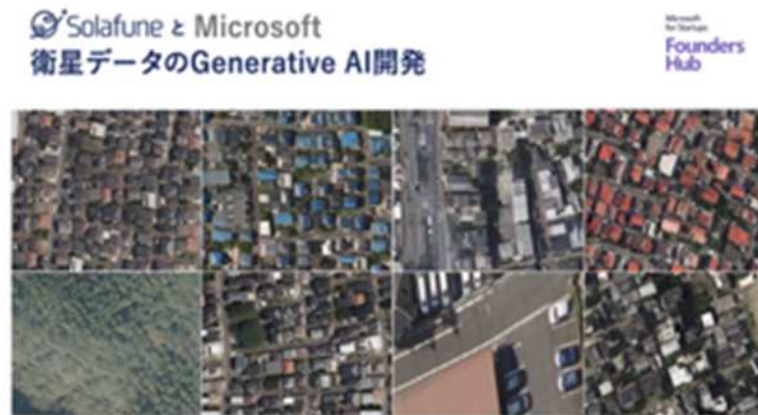 Solafune と Microsoft
衛星データのGenerative AI開発
Microsoft
for Startups
Founders
Hub